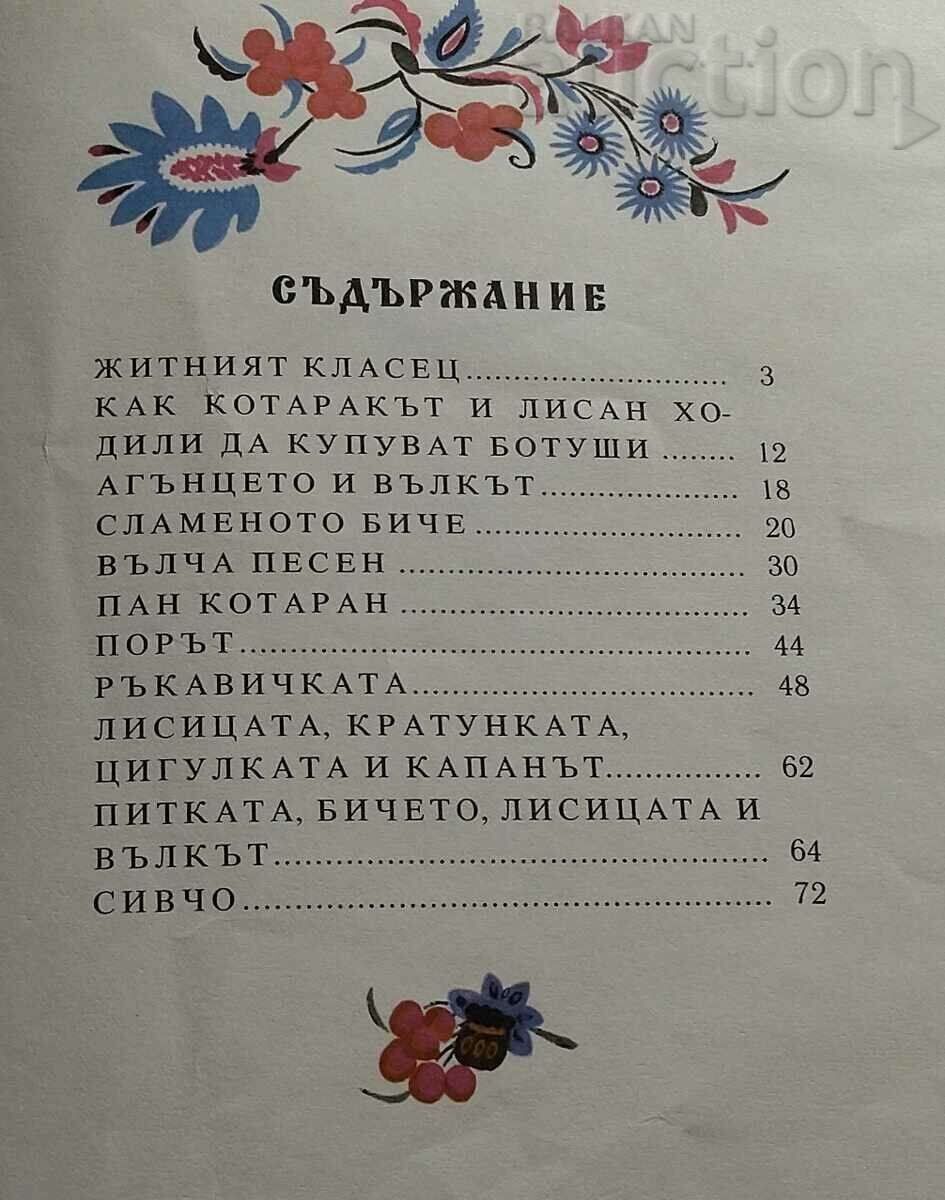 BALKAN
auction
СЪДЪРЖАНИЕ
ЖИТНИЯТ КЛАСЕЦ............................ 3
КАК КОТАРАКЪТ И ЛИСАН ХО-
ДИЛИ ДА КУПУВАТ БОТУШИ ........ 12
АГЪНЦЕТО И ВЪЛКЪТ..................... 18
СЛАМЕНОТО БИЧЕ ............................ 20
ВЪЛЧА ПЕСЕН .................................... 30
ПАН КОТАРАН .................................... 34
ПОРЪТ..................................................... 44
РЪКАВИЧКАТА................................... 48
ЛИСИЦАТА, КРАТУНКАТА,
ЦИГУЛКАТА И КАПАНЪТ................ 62
ПИТКАТА, БИЧЕТО, ЛИСИЦАТА И
ВЪЛКЪТ................................................... 64
СИВЧО...................................................... 72